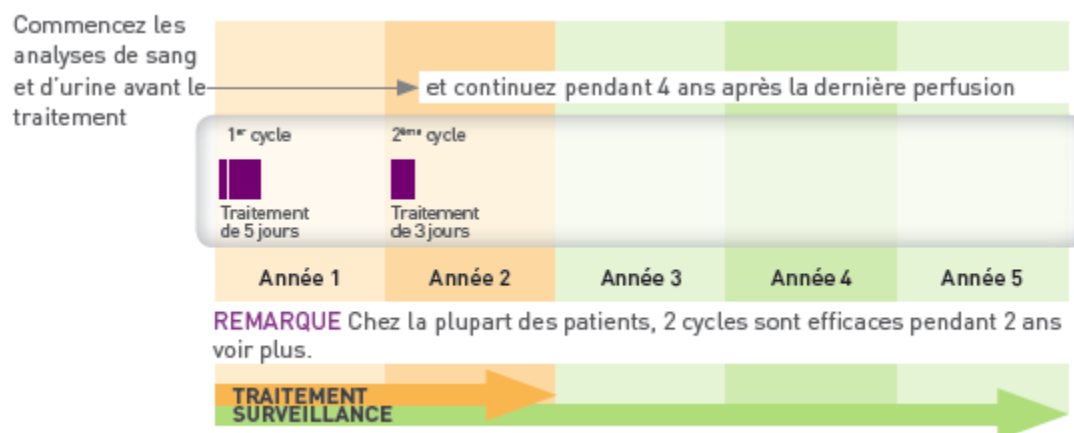 Commencez les
analyses de sang
et d'urine avant le
traitement
et continuez pendant 4 ans après la dernière perfusion
1er cycle
2ème cycle
Traitement
de 5 jours
Traitement
de 3 jours
Année 1
Année 2
Année 3
Année 4
Année 5
REMARQUE Chez la plupart des patients, 2 cycles sont efficaces pendant 2 ans
voir plus.
TRAITEMENT
SURVEILLANCE